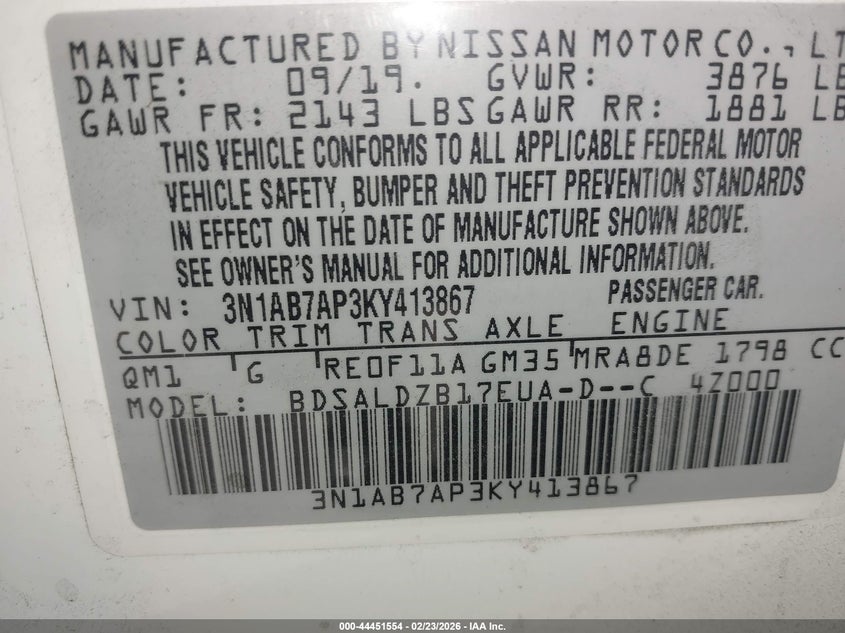 MANUFACTURED BY NISSAN MOTOR CO., LT
DATE: 09/19. GVWR: 3876 LB
GAWR FR: 2143 LBS GAWR RR: 1881 LB
THIS VEHICLE CONFORMS TO ALL APPLICABLE FEDERAL MOTOR
VEHICLE SAFETY, BUMPER AND THEFT PREVENTION STANDARDS
IN EFFECT ON THE DATE OF MANUFACTURE SHOWN ABOVE.
SEE OWNER'S MANUAL FOR ADDITIONAL INFORMATION.
VIN: 3N1AB7AP3KY413867 PASSENGER CAR.
COLOR TRIM TRANS AXLE ENGINE
QM1 G RE0F11A GM35 MRA8DE 1798 CC
MODEL: BDSALDZB17EUA-D--C 4Z000
3N1AB7AP3KY413867
000-44451554 - 02/23/2026 - IAA Inc.